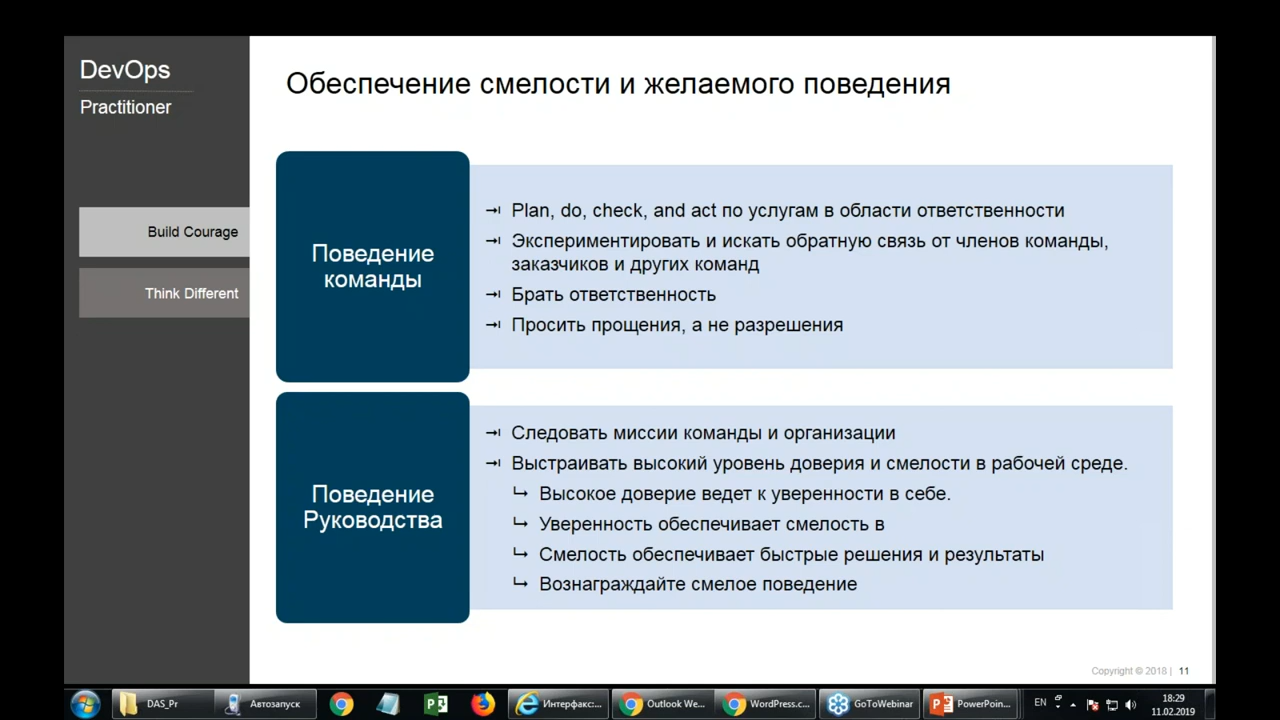 DevOps
Practitioner
Build Courage
Think Different
Обеспечение смелости и желаемого поведения
Поведение
команды
Plan, do, check, and act по услугам в области ответственности
Экспериментировать и искать обратную связь от членов команды,
заказчиков и других команд
Брать ответственность
Просить прощения, а не разрешения
Поведение
Руководства
Следовать миссии команды и организации
Выстраивать высокий уровень доверия и смелости в рабочей среде.
Высокое доверие ведет к уверенности в себе.
Уверенность обеспечивает смелость в
Смелость обеспечивает быстрые решения и результаты
Вознаграждайте смелое поведение
Copyright © 2018 | 11
DAS_Pr
Автозапуск
Интерфакс:...
Outlook We...
WordPress.c...
GoToWebinar
PowerPoin...
EN
18:29
11.02.2019